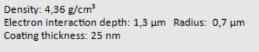 Density: 4,36 g/cm³
Electron interaction depth: 1,3 µm   Radius:  0,7 µm
Coating thickness: 25 nm